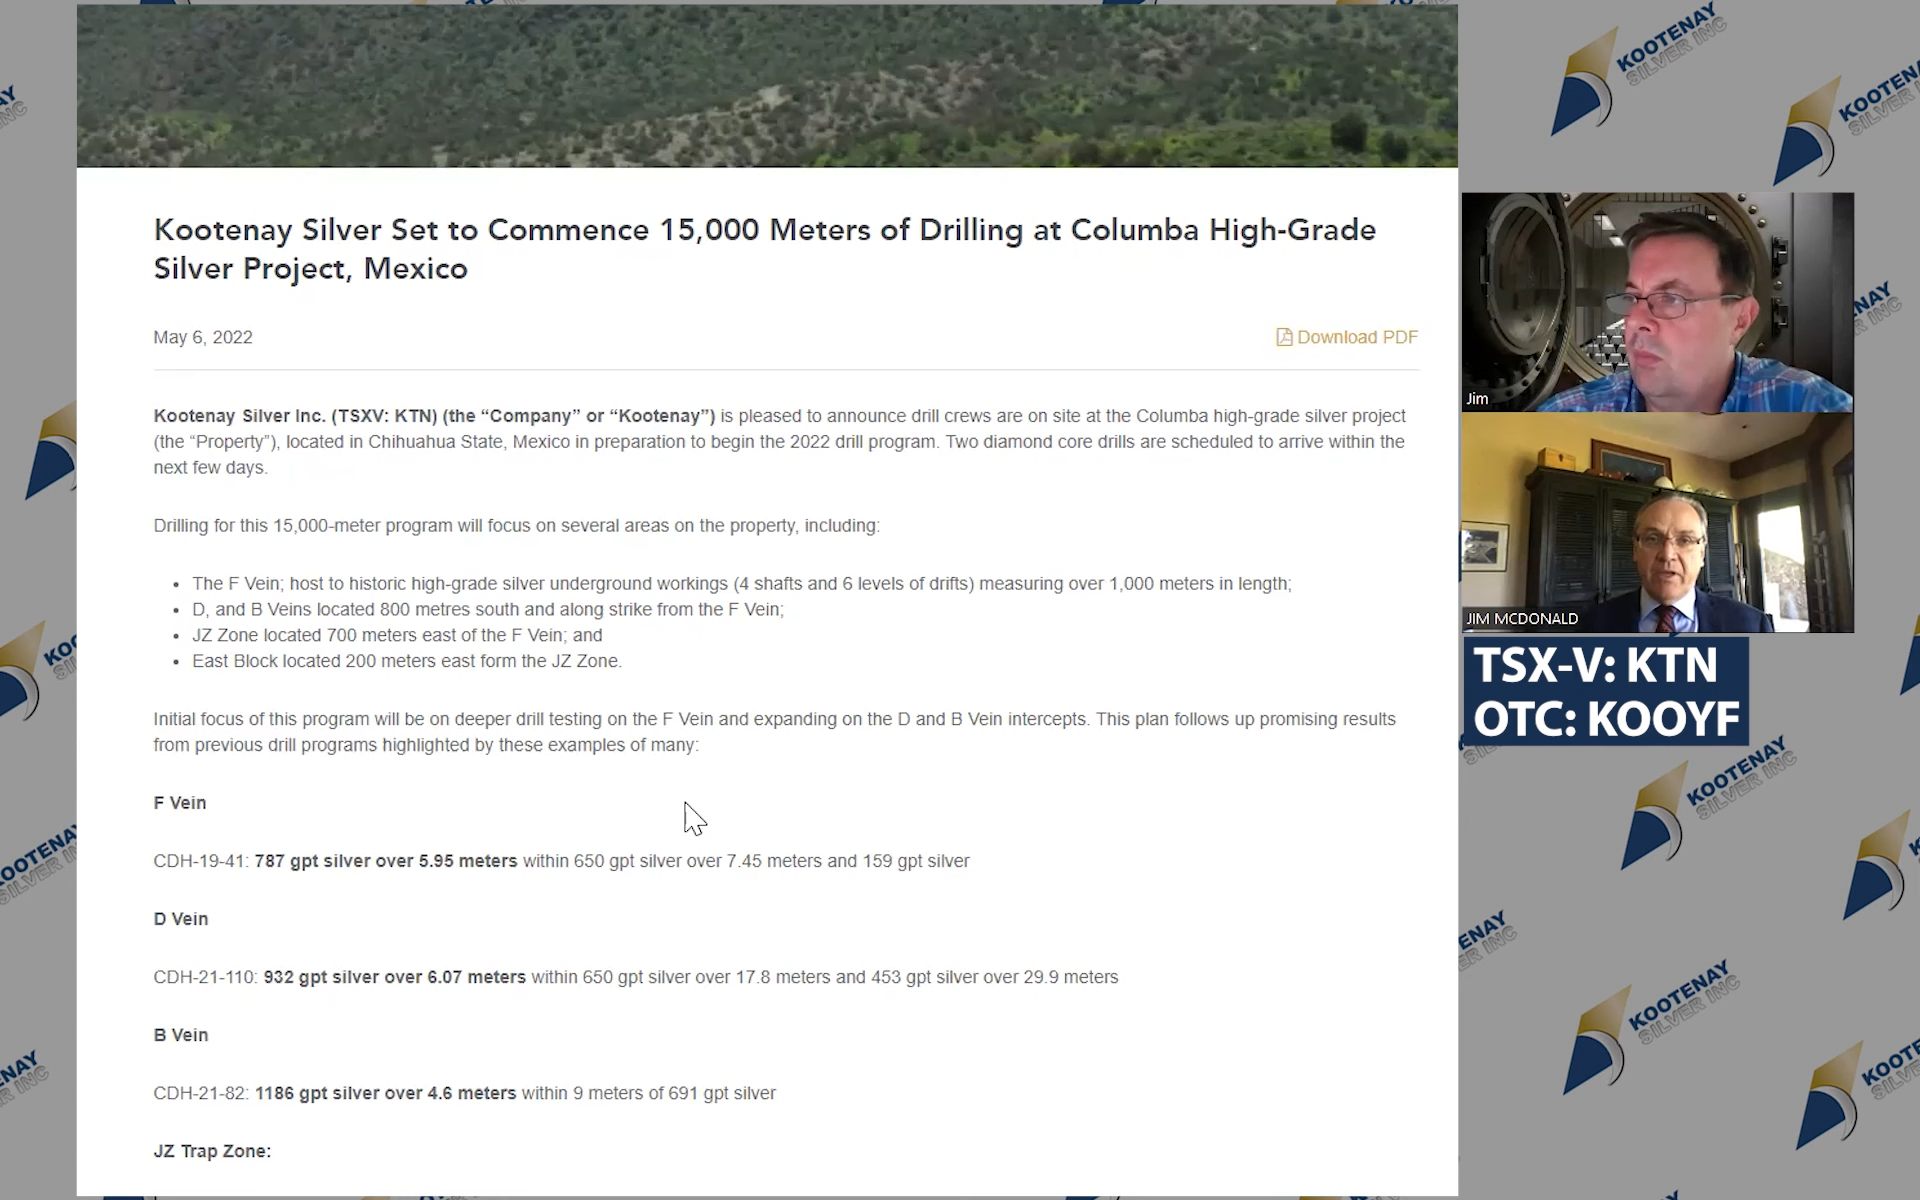 Kootenay Silver Set to Commence 15,000 Meters of Drilling at Columba High-Grade
Silver Project, Mexico
May 6, 2022
Download PDF
Kootenay Silver Inc. (TSXV: KTN) (the “Company” or “Kootenay”) is pleased to announce drill crews are on site at the Columba high-grade silver project
(the “Property”), located in Chihuahua State, Mexico in preparation to begin the 2022 drill program. Two diamond core drills are scheduled to arrive within the
next few days.
Drilling for this 15,000-meter program will focus on several areas on the property, including:
• The F Vein; host to historic high-grade silver underground workings (4 shafts and 6 levels of drifts) measuring over 1,000 meters in length;
• D, and B Veins located 800 metres south and along strike from the F Vein;
• JZ Zone located 700 meters east of the F Vein; and
• East Block located 200 meters east form the JZ Zone.
Initial focus of this program will be on deeper drill testing on the F Vein and expanding on the D and B Vein intercepts. This plan follows up promising results
from previous drill programs highlighted by these examples of many:
F Vein
CDH-19-41: 787 gpt silver over 5.95 meters within 650 gpt silver over 7.45 meters and 159 gpt silver
D Vein
CDH-21-110: 932 gpt silver over 6.07 meters within 650 gpt silver over 17.8 meters and 453 gpt silver over 29.9 meters
B Vein
CDH-21-82: 1186 gpt silver over 4.6 meters within 9 meters of 691 gpt silver
JZ Trap Zone:
Jim
JIM MCDONALD
TSX-V: KTN
OTC: KOOYF
KOOTENAY
SILVER INC
KOOTENAY
SILVER INC
KOOTENAY
SILVER INC